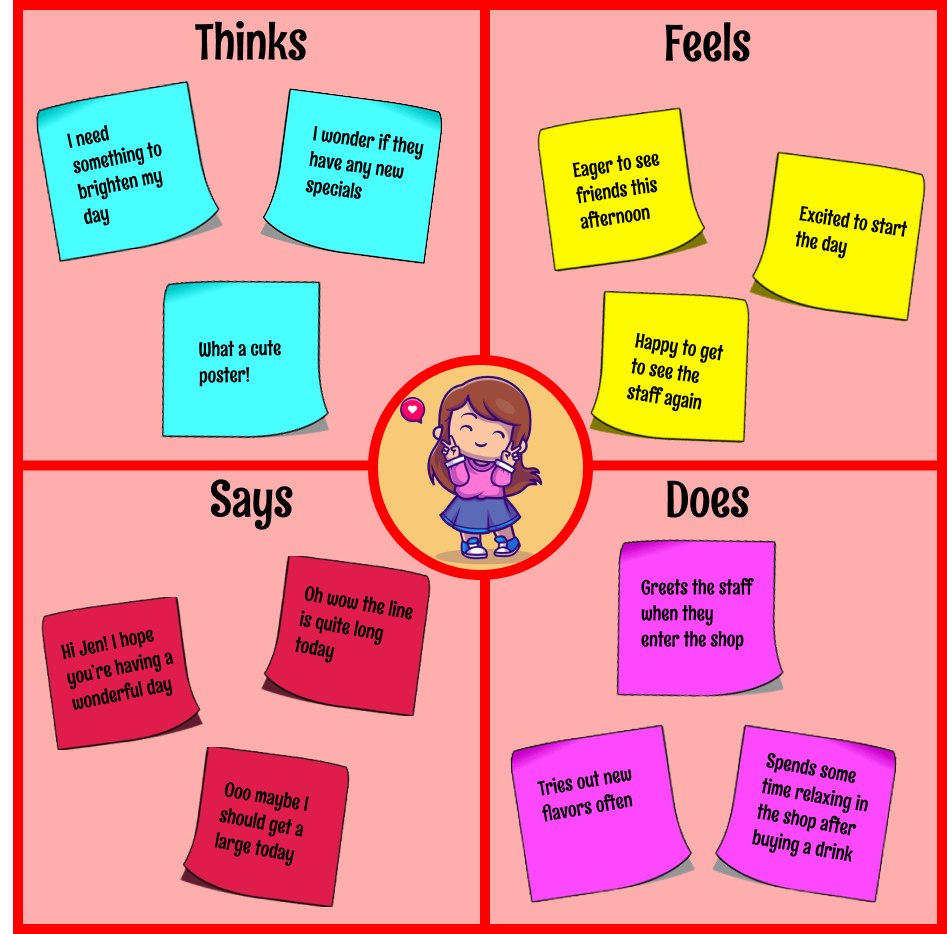 Thinks
I need
something to
brighten my
day
I wonder if they
have any new
specials
What a cute
poster!
Feels
Eager to see
friends this
afternoon
Excited to start
the day
Happy to get
to see the
staff again
Says
Hi Jen! I hope
you're having a
wonderful day
Oh wow the line
is quite long
today
Ooo maybe I
should get a
large today
Does
Greets the staff
when they
enter the shop
Tries out new
flavors often
Spends some
time relaxing in
the shop after
buying a drink